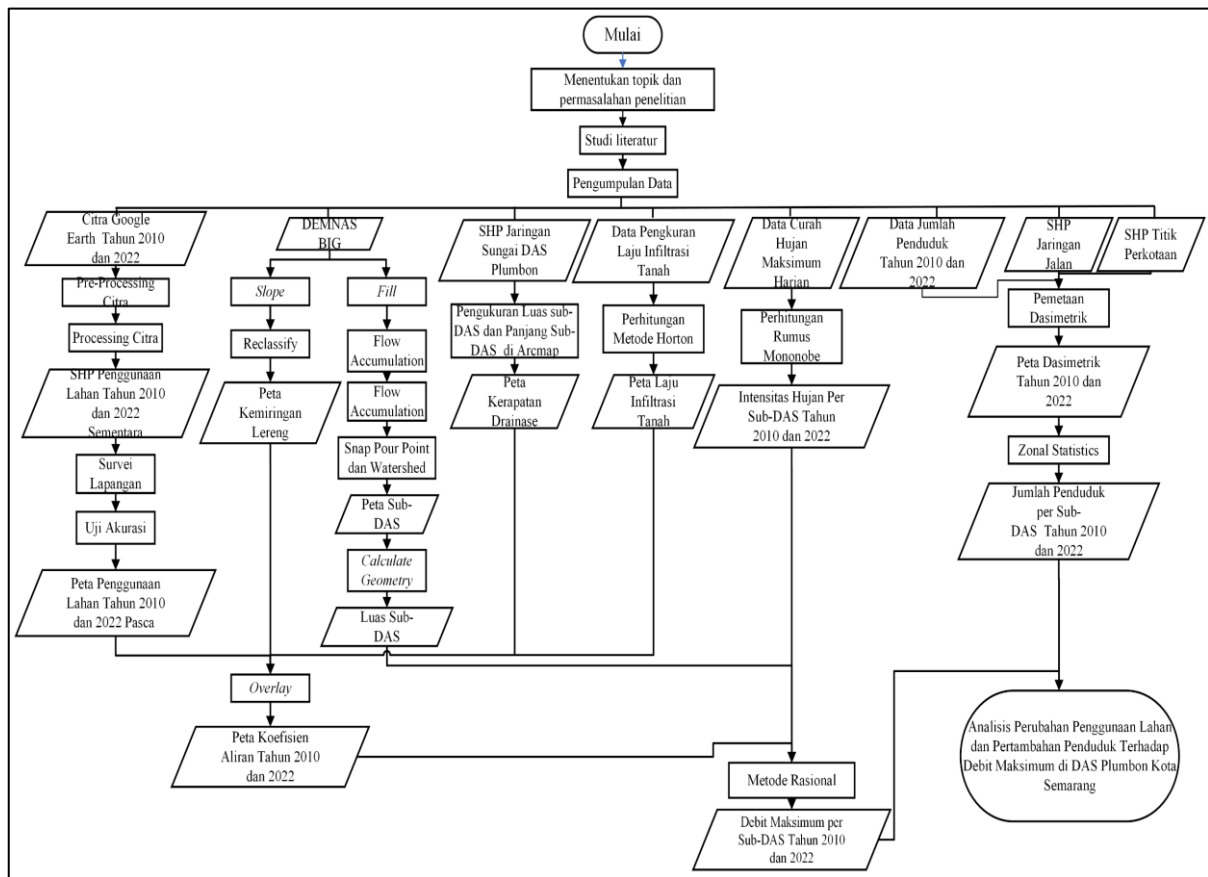 Mulai
Menentukan topik dan
permasalahan penelitian
Studi literatur
Pengumpulan Data
Citra Google
Earth Tahun 2010
dan 2022
Pre-Processing
Citra
Processing Citra
SHP Penggunaan
Lahan Tahun 2010
dan 2022
Sementara
Survei
Lapangan
Uji Akurasi
Peta Penggunaan
Lahan Tahun 2010
dan 2022 Pasca
DEMNAS
BIG
Slope
Reclassify
Peta
Kemiringan
Lereng
Fill
Flow
Accumulation
Flow
Accumulation
Snap Pour Point
dan Watershed
Peta Sub-
DAS
Calculate
Geometry
Luas Sub-
DAS
SHP Jaringan
Sungai DAS
Plumbon
Pengukuran Luas sub-
DAS dan Panjang Sub-
DAS di Arcmap
Peta
Kerapatan
Drainase
Data Pengkuran
Laju Infiltrasi
Tanah
Perhitungan
Metode Horton
Peta Laju
Infiltrasi
Tanah
Data Curah
Hujan
Maksimum
Harian
Perhitungan
Rumus
Mononobe
Intensitas Hujan Per
Sub-DAS Tahun
2010 dan 2022
Data Jumlah
Penduduk
Tahun 2010 dan
2022
SHP
Jaringan
Jalan
SHP Titik
Perkotaan
Pemetaan
Dasimetrik
Peta Dasimetrik
Tahun 2010 dan
2022
Zonal Statistics
Jumlah Penduduk
per Sub-
DAS Tahun 2010
dan 2022
Overlay
Peta Koefisien
Aliran Tahun 2010
dan 2022
Metode Rasional
Debit Maksimum per
Sub-DAS Tahun 2010
dan 2022
Analisis Perubahan Penggunaan Lahan
dan Pertambahan Penduduk Terhadap
Debit Maksimum di DAS Plumbon Kota
Semarang